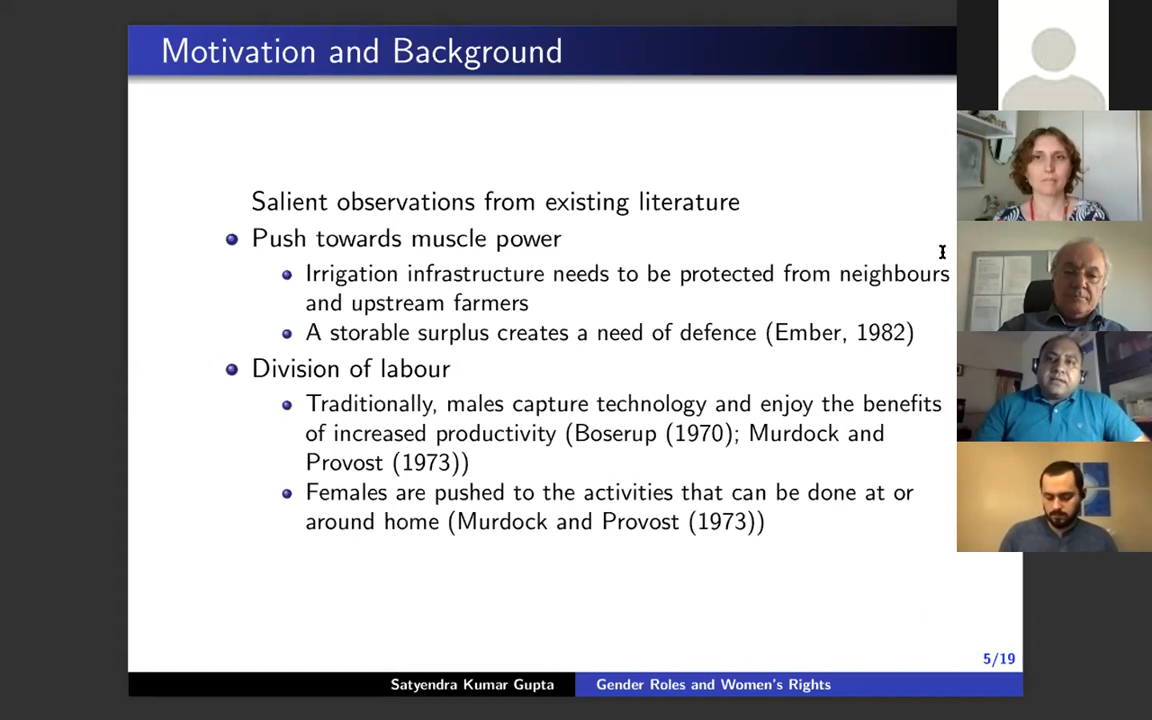 Motivation and Background
Salient observations from existing literature
Push towards muscle power
Irrigation infrastructure needs to be protected from neighbours
and upstream farmers
A storable surplus creates a need of defence (Ember, 1982)
Division of labour
Traditionally, males capture technology and enjoy the benefits
of increased productivity (Boserup (1970); Murdock and
Provost (1973))
Females are pushed to the activities that can be done at or
around home (Murdock and Provost (1973))
5/19
Satyendra Kumar Gupta
Gender Roles and Women's Rights